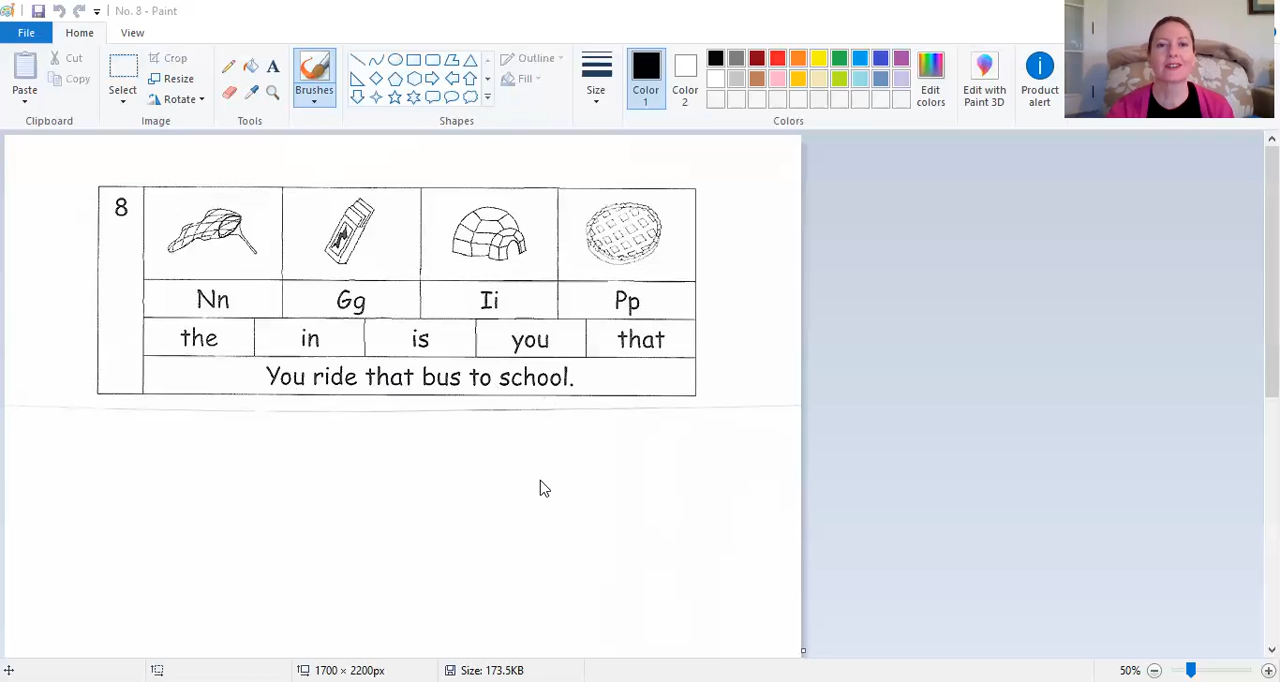 No. 8 - Paint
File Home View
Paste
Cut
Copy
Clipboard
Select
Crop
Resize
Rotate
Image
A
Tools
Brushes
Outline
Fill
Shapes
Size
Color 1
Color 2
Edit colors
Colors
Edit with Paint 3D
Product alert
8
Nn Gg Ii Pp
the in is you that
You ride that bus to school.
1700 × 2200px
Size: 173.5KB
50%